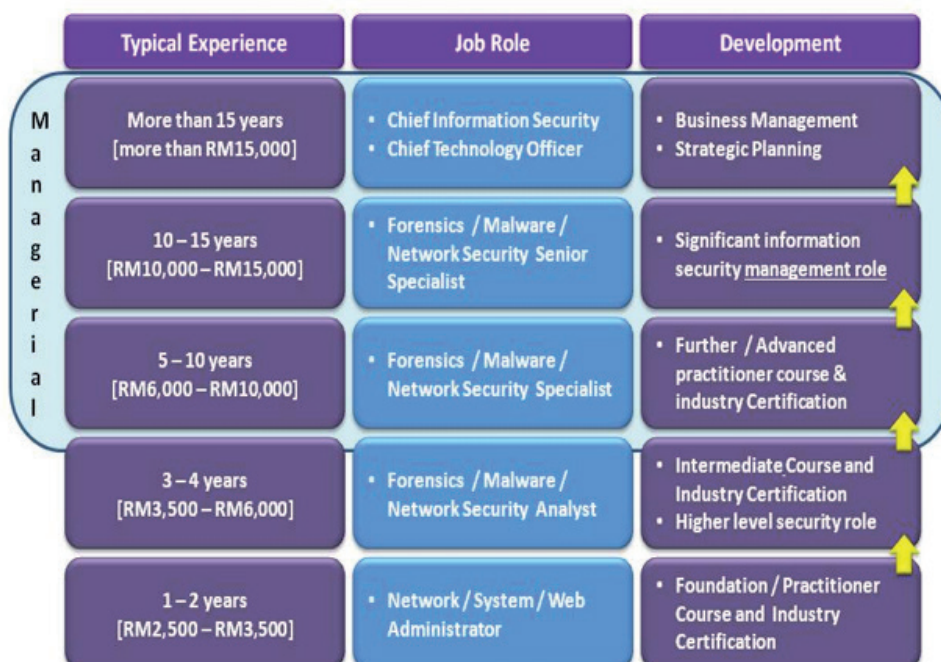 Typical Experience
Job Role
Development
Managerial
More than 15 years
[more than RM15,000]
• Chief Information Security
• Chief Technology Officer
• Business Management
• Strategic Planning
10 – 15 years
[RM10,000 – RM15,000]
• Forensics / Malware /
Network Security Senior
Specialist
• Significant information
security management role
5 – 10 years
[RM6,000 – RM10,000]
• Forensics / Malware /
Network Security Specialist
• Further / Advanced
practitioner course &
industry Certification
3 – 4 years
[RM3,500 – RM6,000]
• Forensics / Malware /
Network Security Analyst
• Intermediate Course and
Industry Certification
• Higher level security role
1 – 2 years
[RM2,500 – RM3,500]
• Network / System / Web
Administrator
• Foundation / Practitioner
Course and Industry
Certification